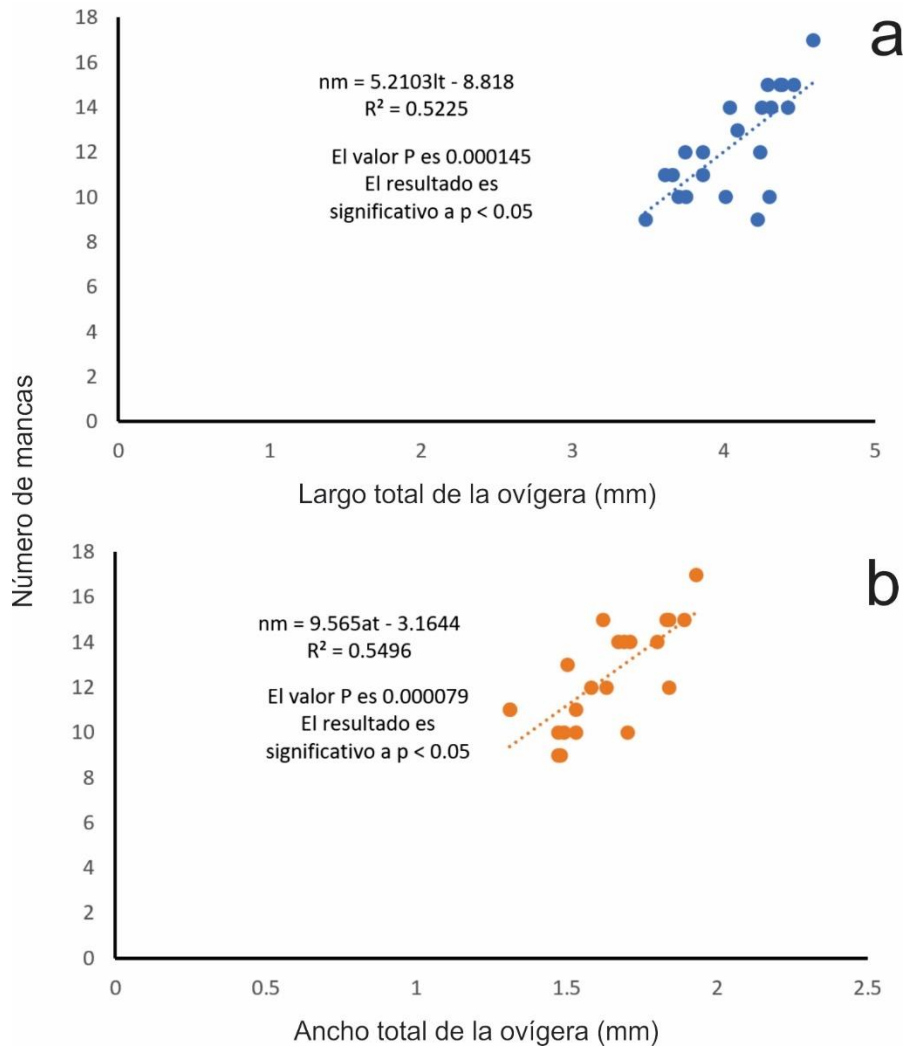 a
18
16
14
12
10
8
6
4
2
0
nm = 5.2103lt - 8.818
R² = 0.5225
El valor P es 0.000145
El resultado es
significativo a p < 0.05
0 1 2 3 4 5
Largo total de la ovígera (mm)
Número de mancas
b
18
16
14
12
10
8
6
4
2
0
nm = 9.565at - 3.1644
R² = 0.5496
El valor P es 0.000079
El resultado es
significativo a p < 0.05
0 0.5 1 1.5 2 2.5
Ancho total de la ovígera (mm)